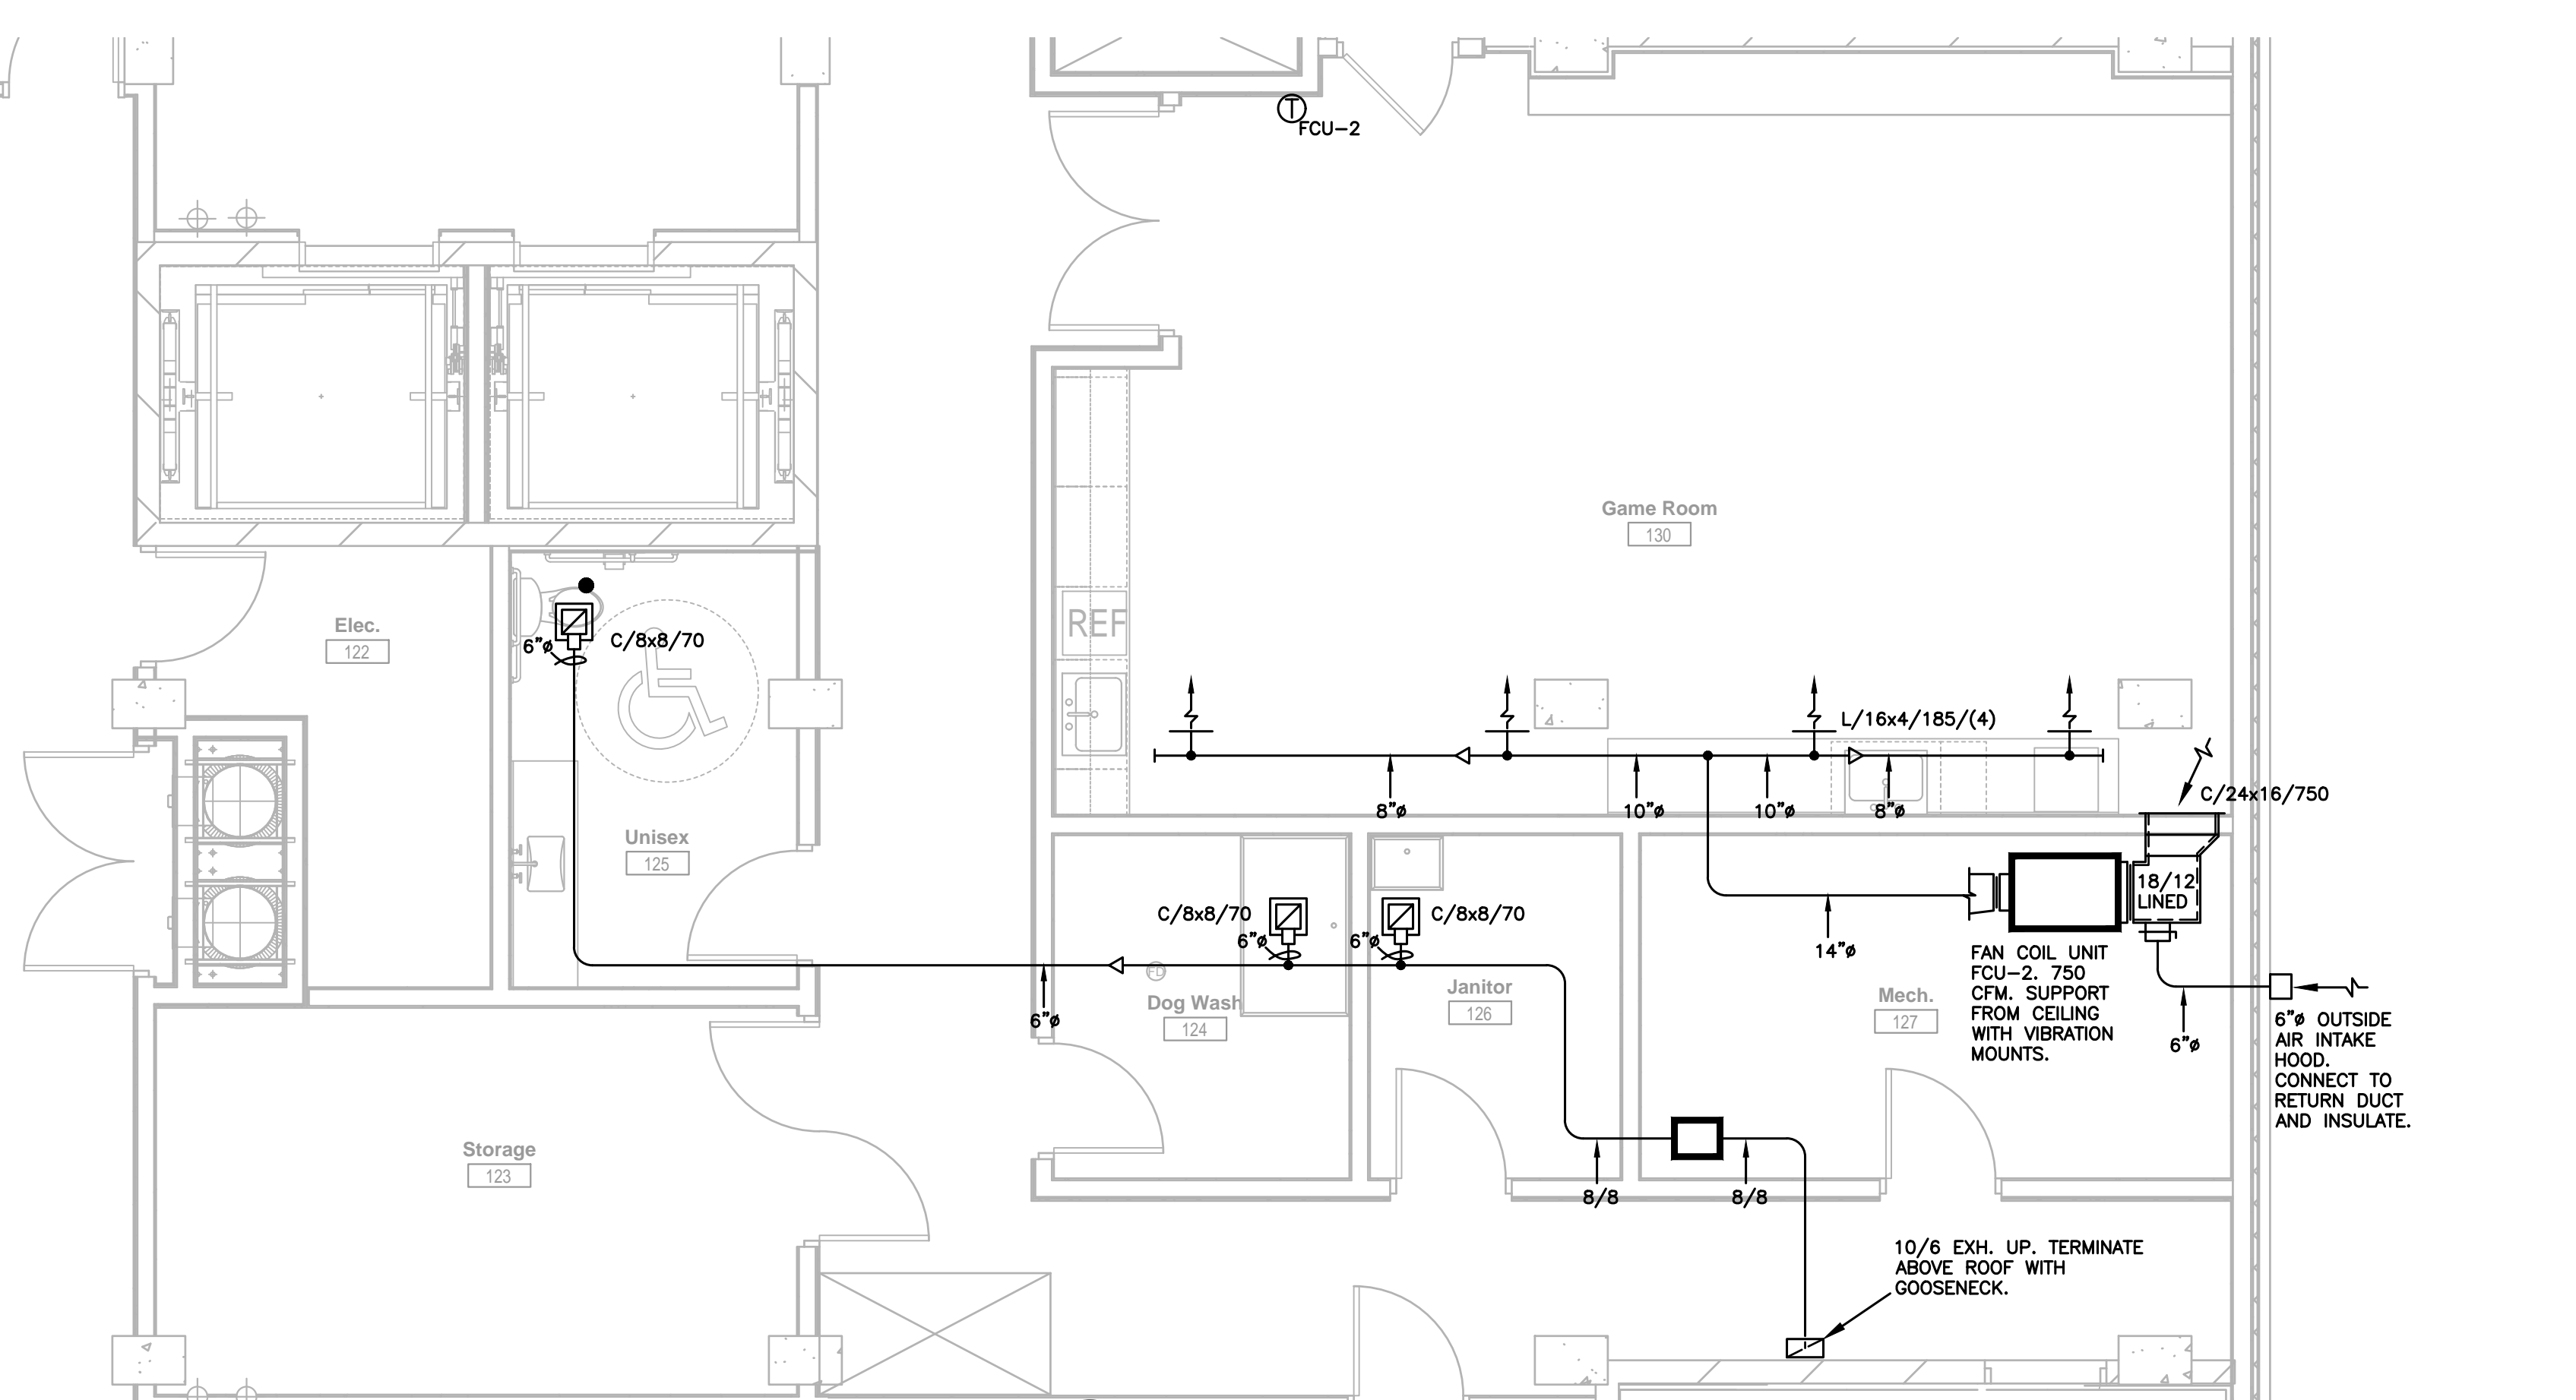 T
FCU-2
Game Room
130
Elec.
122
REF
6"ø
C/8x8/70
L/16x4/185/(4)
8"ø
10"ø
10"ø
8"ø
C/24x16/750
Unisex
125
18/12
LINED
C/8x8/70
6"ø
C/8x8/70
6"ø
14"ø
FAN COIL UNIT
FCU-2. 750
CFM. SUPPORT
FROM CEILING
WITH VIBRATION
MOUNTS.
FD
Dog Wash
124
Janitor
126
Mech.
127
6"ø
6"ø
6"ø OUTSIDE
AIR INTAKE
HOOD.
CONNECT TO
RETURN DUCT
AND INSULATE.
Storage
123
8/8
8/8
10/6 EXH. UP. TERMINATE
ABOVE ROOF WITH
GOOSENECK.